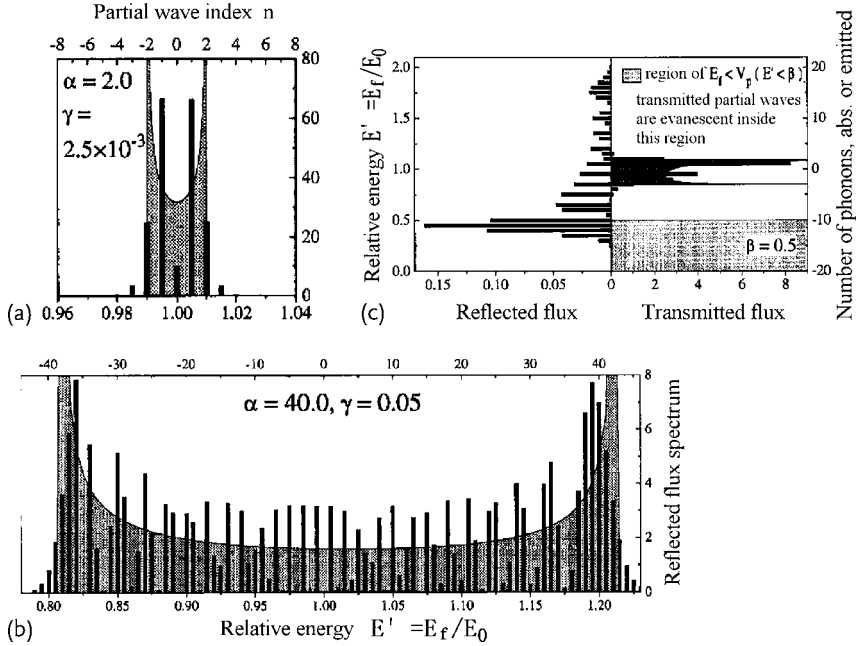 Partial wave index n
-8 -6 -4 -2 0 2 4 6 8
α = 2.0
γ =
2.5×10⁻³
80
60
40
20
0
(a)
0.96 0.98 1.00 1.02 1.04
Relative energy E' =E_f/E_0
2.0
1.5
1.0
0.5
0.0
region of E_f < V_p ( E' < β )
transmitted partial waves
are evanescent inside
this region
β = 0.5
20
10
0
-10
-20
Number of phonons, abs. or emitted
0.15 0.10 0.05 0 2 4 6 8
(c)
Reflected flux Transmitted flux
-40 -30 -20 -10 0 10 20 30 40
α = 40.0, γ = 0.05
8
6
4
2
0
Reflected flux spectrum
0.80 0.85 0.90 0.95 1.00 1.05 1.10 1.15 1.20
(b)
Relative energy E' =E_f/E_0